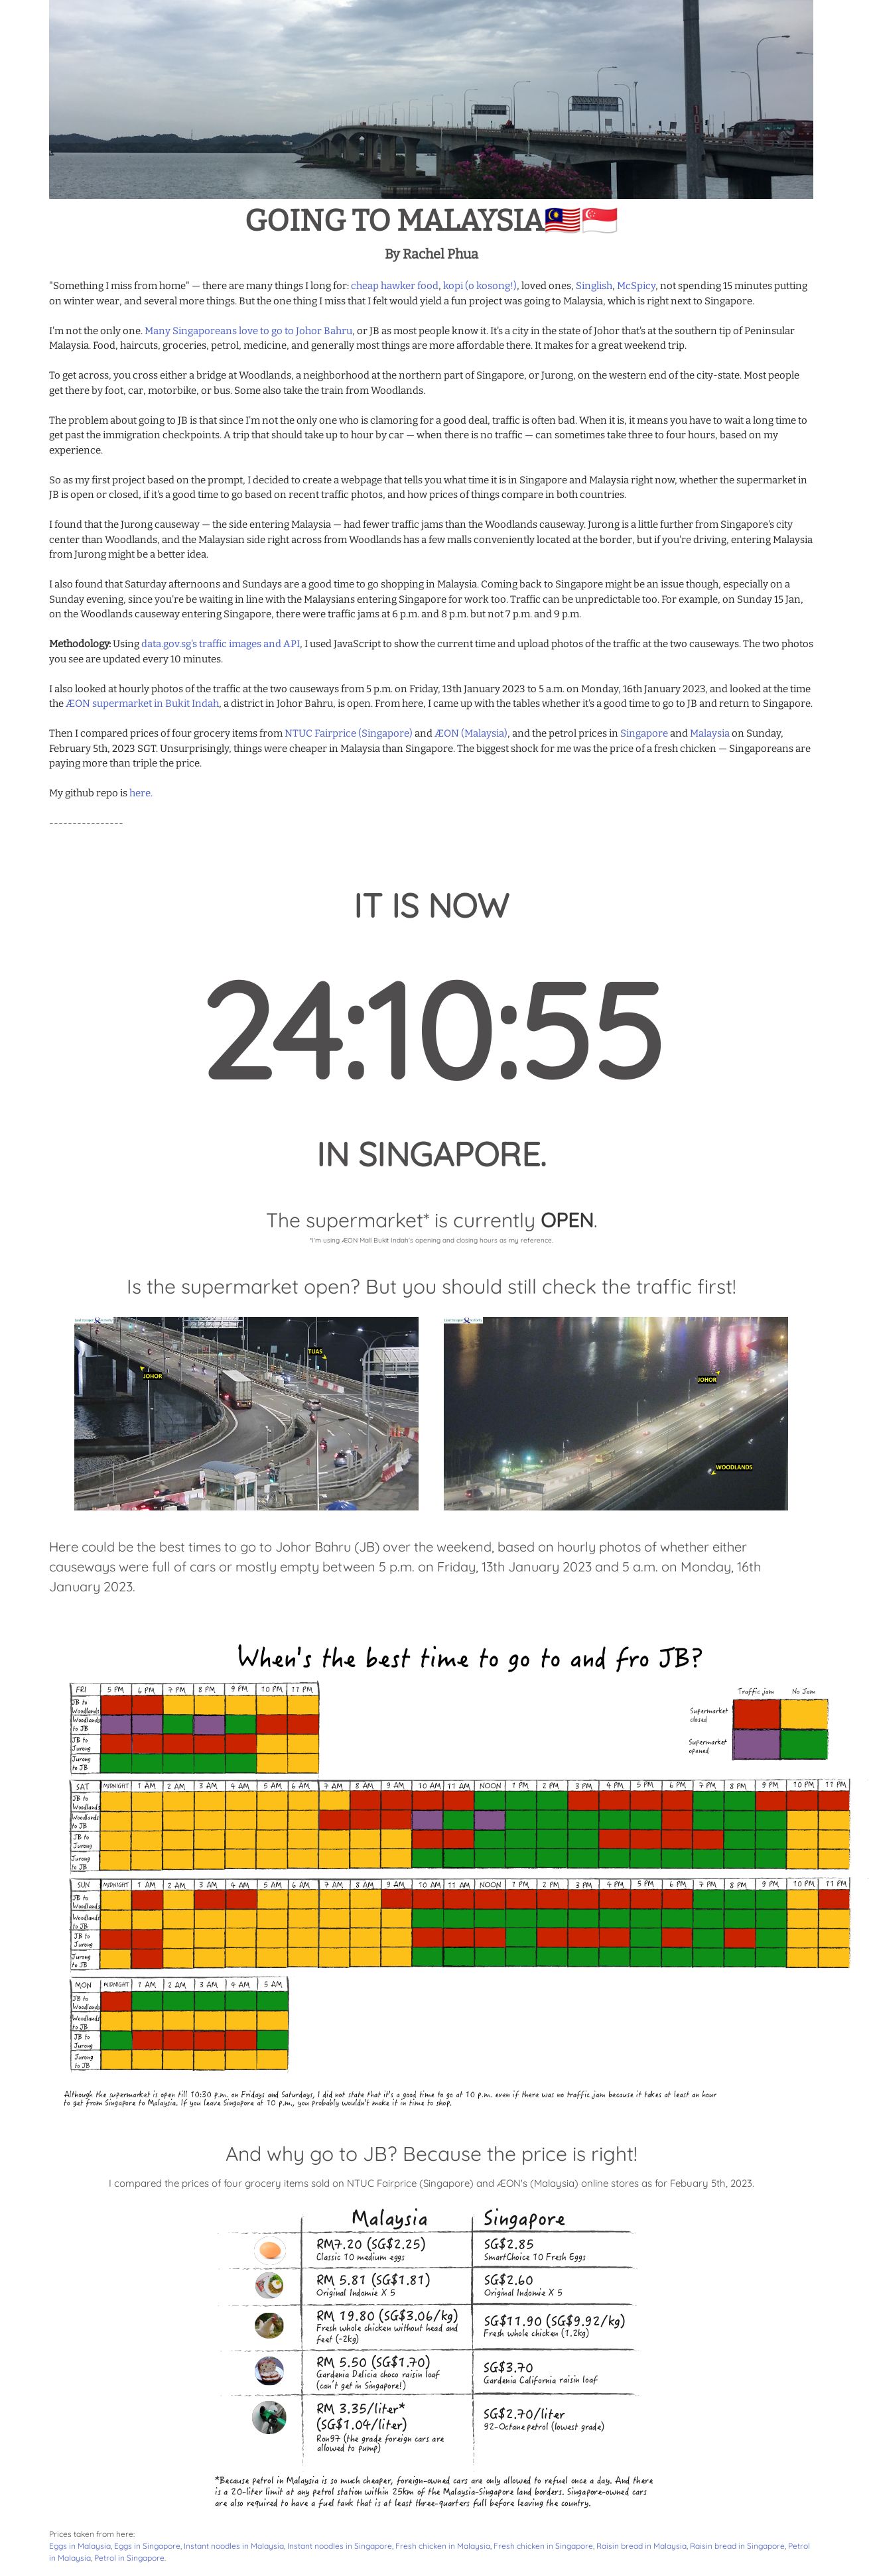 GOING TO MALAYSIA🇲🇾🇸🇬
By Rachel Phua
"Something I miss from home" — there are many things I long for: cheap hawker food, kopi (o kosong!), loved ones, Singlish, McSpicy, not spending 15 minutes putting
on winter wear, and several more things. But the one thing I miss that I felt would yield a fun project was going to Malaysia, which is right next to Singapore.
I'm not the only one. Many Singaporeans love to go to Johor Bahru, or JB as most people know it. It's a city in the state of Johor that's at the southern tip of Peninsular
Malaysia. Food, haircuts, groceries, petrol, medicine, and generally most things are more affordable there. It makes for a great weekend trip.
To get across, you cross either a bridge at Woodlands, a neighborhood at the northern part of Singapore, or Jurong, on the western end of the city-state. Most people
get there by foot, car, motorbike, or bus. Some also take the train from Woodlands.
The problem about going to JB is that since I'm not the only one who is clamoring for a good deal, traffic is often bad. When it is, it means you have to wait a long time to
get past the immigration checkpoints. A trip that should take up to hour by car — when there is no traffic — can sometimes take three to four hours, based on my
experience.
So as my first project based on the prompt, I decided to create a webpage that tells you what time it is in Singapore and Malaysia right now, whether the supermarket in
JB is open or closed, if it's a good time to go based on recent traffic photos, and how prices of things compare in both countries.
I found that the Jurong causeway — the side entering Malaysia — had fewer traffic jams than the Woodlands causeway. Jurong is a little further from Singapore's city
center than Woodlands, and the Malaysian side right across from Woodlands has a few malls conveniently located at the border, but if you're driving, entering Malaysia
from Jurong might be a better idea.
I also found that Saturday afternoons and Sundays are a good time to go shopping in Malaysia. Coming back to Singapore might be an issue though, especially on a
Sunday evening, since you're be waiting in line with the Malaysians entering Singapore for work too. Traffic can be unpredictable too. For example, on Sunday 15 Jan,
on the Woodlands causeway entering Singapore, there were traffic jams at 6 p.m. and 8 p.m. but not 7 p.m. and 9 p.m.
Methodology: Using data.gov.sg's traffic images and API, I used JavaScript to show the current time and upload photos of the traffic at the two causeways. The two photos
you see are updated every 10 minutes.
I also looked at hourly photos of the traffic at the two causeways from 5 p.m. on Friday, 13th January 2023 to 5 a.m. on Monday, 16th January 2023, and looked at the time
the ÆON supermarket in Bukit Indah, a district in Johor Bahru, is open. From here, I came up with the tables whether it's a good time to go to JB and return to Singapore.
Then I compared prices of four grocery items from NTUC Fairprice (Singapore) and ÆON (Malaysia), and the petrol prices in Singapore and Malaysia on Sunday,
February 5th, 2023 SGT. Unsurprisingly, things were cheaper in Malaysia than Singapore. The biggest shock for me was the price of a fresh chicken — Singaporeans are
paying more than triple the price.
My github repo is here.
----------------
IT IS NOW
24:10:55
IN SINGAPORE.
The supermarket* is currently OPEN.
*I'm using ÆON Mall Bukit Indah's opening and closing hours as my reference.
Is the supermarket open? But you should still check the traffic first!
TUAS
JOHOR
JOHOR
WOODLANDS
Here could be the best times to go to Johor Bahru (JB) over the weekend, based on hourly photos of whether either
causeways were full of cars or mostly empty between 5 p.m. on Friday, 13th January 2023 and 5 a.m. on Monday, 16th
January 2023.
When's the best time to go to and fro JB?
Traffic jam No Jam
Supermarket
closed
Supermarket
opened
FRI 5 PM 6 PM 7 PM 8 PM 9 PM 10 PM 11 PM
JB to
Woodlands
Woodlands
to JB
JB to
Jurong
Jurong
to JB
SAT MIDNIGHT 1 AM 2 AM 3 AM 4 AM 5 AM 6 AM 7 AM 8 AM 9 AM 10 AM 11 AM NOON 1 PM 2 PM 3 PM 4 PM 5 PM 6 PM 7 PM 8 PM 9 PM 10 PM 11 PM
JB to
Woodlands
Woodlands
to JB
JB to
Jurong
Jurong
to JB
SUN MIDNIGHT 1 AM 2 AM 3 AM 4 AM 5 AM 6 AM 7 AM 8 AM 9 AM 10 AM 11 AM NOON 1 PM 2 PM 3 PM 4 PM 5 PM 6 PM 7 PM 8 PM 9 PM 10 PM 11 PM
JB to
Woodlands
Woodlands
to JB
JB to
Jurong
Jurong
to JB
MON MIDNIGHT 1 AM 2 AM 3 AM 4 AM 5 AM
JB to
Woodlands
Woodlands
to JB
JB to
Jurong
Jurong
to JB
Although the supermarket is open till 10:30 p.m. on Fridays and Saturdays, I did not state that it's a good time to go at 10 p.m. even if there was no traffic jam because it takes at least an hour
to get from Singapore to Malaysia. If you leave Singapore at 10 p.m., you probably wouldn't make it in time to shop.
And why go to JB? Because the price is right!
I compared the prices of four grocery items sold on NTUC Fairprice (Singapore) and ÆON's (Malaysia) online stores as for Febuary 5th, 2023.
Malaysia Singapore
RM7.20 (SG$2.25)
Classic 10 medium eggs
SG$2.85
SmartChoice 10 Fresh Eggs
RM 5.81 (SG$1.81)
Original Indomie X 5
SG$2.60
Original Indomie X 5
RM 19.80 (SG$3.06/kg)
Fresh whole chicken without head and
feet (~2kg)
SG$11.90 (SG$9.92/kg)
Fresh whole chicken (1.2kg)
RM 5.50 (SG$1.70)
Gardenia Delicia choco raisin loaf
(can't get in Singapore!)
SG$3.70
Gardenia California raisin loaf
RM 3.35/liter*
(SG$1.04/liter)
Ron97 (the grade foreign cars are
allowed to pump)
SG$2.70/liter
92-Octane petrol (lowest grade)
*Because petrol in Malaysia is so much cheaper, foreign-owned cars are only allowed to refuel once a day. And there
is a 20-liter limit at any petrol station within 25km of the Malaysia-Singapore land borders. Singapore-owned cars
are also required to have a fuel tank that is at least three-quarters full before leaving the country.
Prices taken from here:
Eggs in Malaysia, Eggs in Singapore, Instant noodles in Malaysia, Instant noodles in Singapore, Fresh chicken in Malaysia, Fresh chicken in Singapore, Raisin bread in Malaysia, Raisin bread in Singapore, Petrol
in Malaysia, Petrol in Singapore.